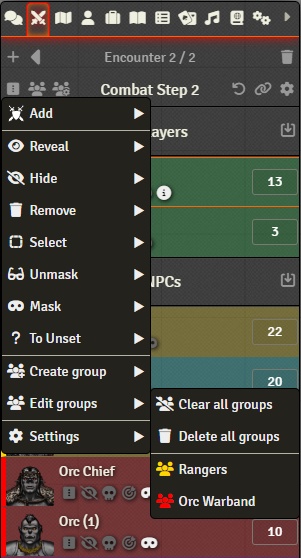 Encounter 2 / 2
Combat Step 2
Add
ayers
Reveal
Hide
13
Remove
Select
3
Unmask
NPCs
Mask
To Unset
22
Create group
20
Edit groups
Clear all groups
Settings
Delete all groups
Orc Chief
Rangers
Orc Warband
Orc (1)
10